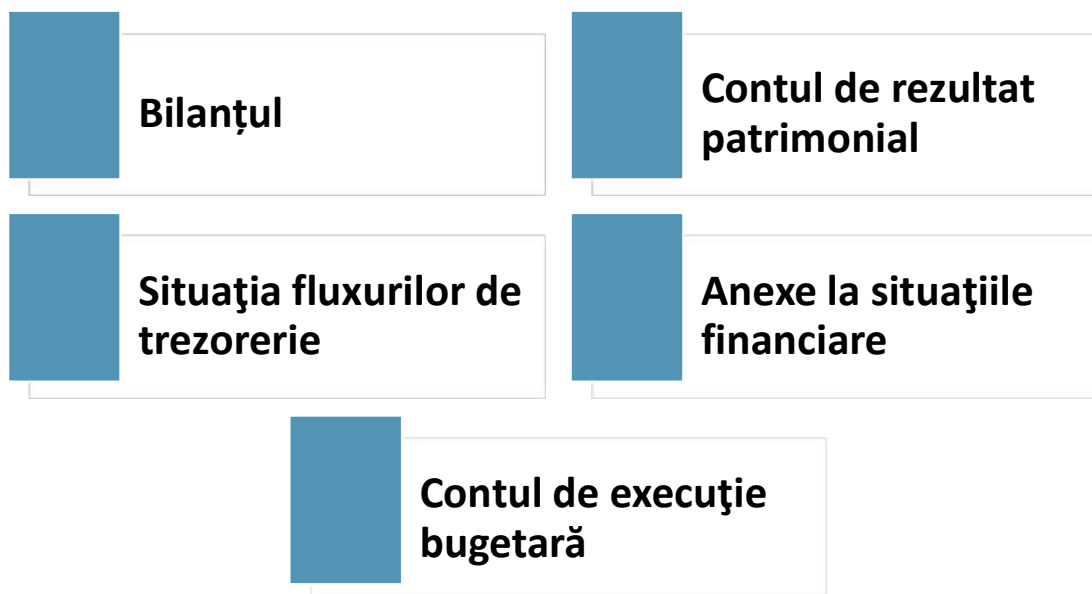 Bilanțul
Contul de rezultat
patrimonial
Situaţia fluxurilor de
trezorerie
Anexe la situaţiile
financiare
Contul de execuţie
bugetară